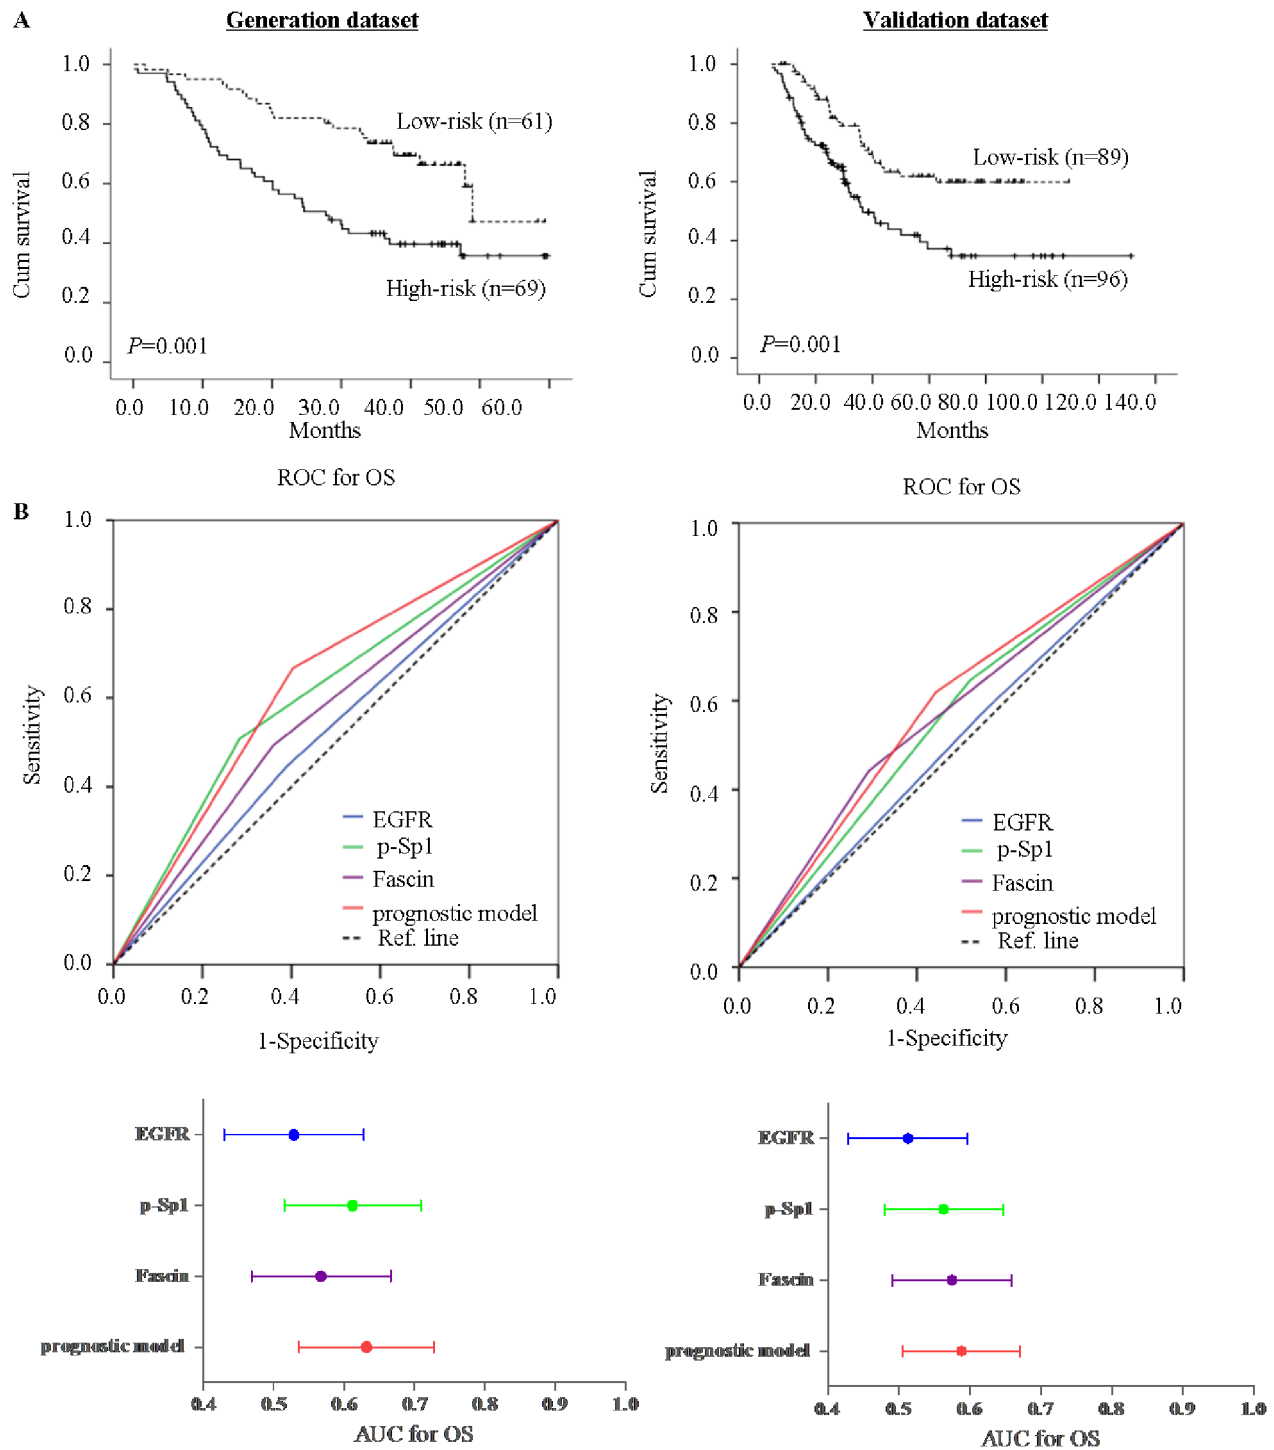 A
Generation dataset
Validation dataset
1.0
0.8
0.6
0.4
0.2
0.0
Cum survival
Low-risk (n=61)
High-risk (n=69)
P=0.001
0.0 10.0 20.0 30.0 40.0 50.0 60.0
Months
1.0
0.8
0.6
0.4
0.2
0.0
Cum survival
Low-risk (n=89)
High-risk (n=96)
P=0.001
0.0 20.0 40.0 60.0 80.0 100.0 120.0 140.0
Months
B
ROC for OS
1.0
0.8
0.6
0.4
0.2
0.0
Sensitivity
EGFR
p-Sp1
Fascin
prognostic model
Ref. line
0.0 0.2 0.4 0.6 0.8 1.0
1-Specificity
ROC for OS
1.0
0.8
0.6
0.4
0.2
0.0
Sensitivity
EGFR
p-Sp1
Fascin
prognostic model
Ref. line
0.0 0.2 0.4 0.6 0.8 1.0
1-Specificity
EGFR
p-Sp1
Fascin
prognostic model
0.4 0.5 0.6 0.7 0.8 0.9 1.0
AUC for OS
EGFR
p-Sp1
Fascin
prognostic model
0.4 0.5 0.6 0.7 0.8 0.9 1.0
AUC for OS